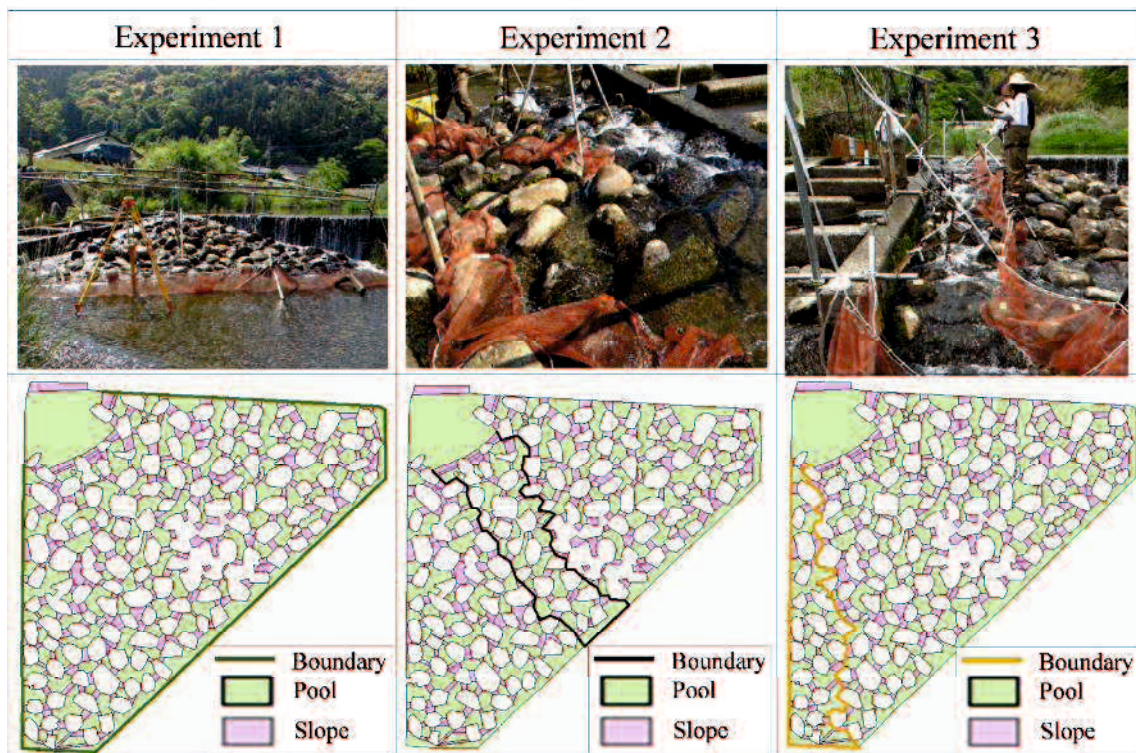 Experiment 1
Experiment 2
Experiment 3
Boundary
Pool
Slope
Boundary
Pool
Slope
Boundary
Pool
Slope